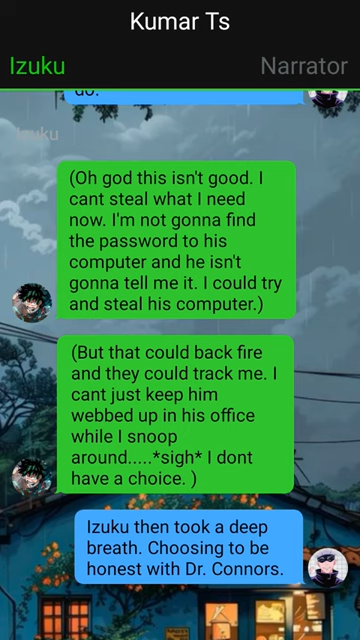 Kumar Ts
Izuku
Narrator
do.
Izuku
(Oh god this isn't good. I
cant steal what I need
now. I'm not gonna find
the password to his
computer and he isn't
gonna tell me it. I could try
and steal his computer.)
(But that could back fire
and they could track me. I
cant just keep him
webbed up in his office
while I snoop
around.....*sigh* I dont
have a choice. )
Izuku then took a deep
breath. Choosing to be
honest with Dr. Connors.